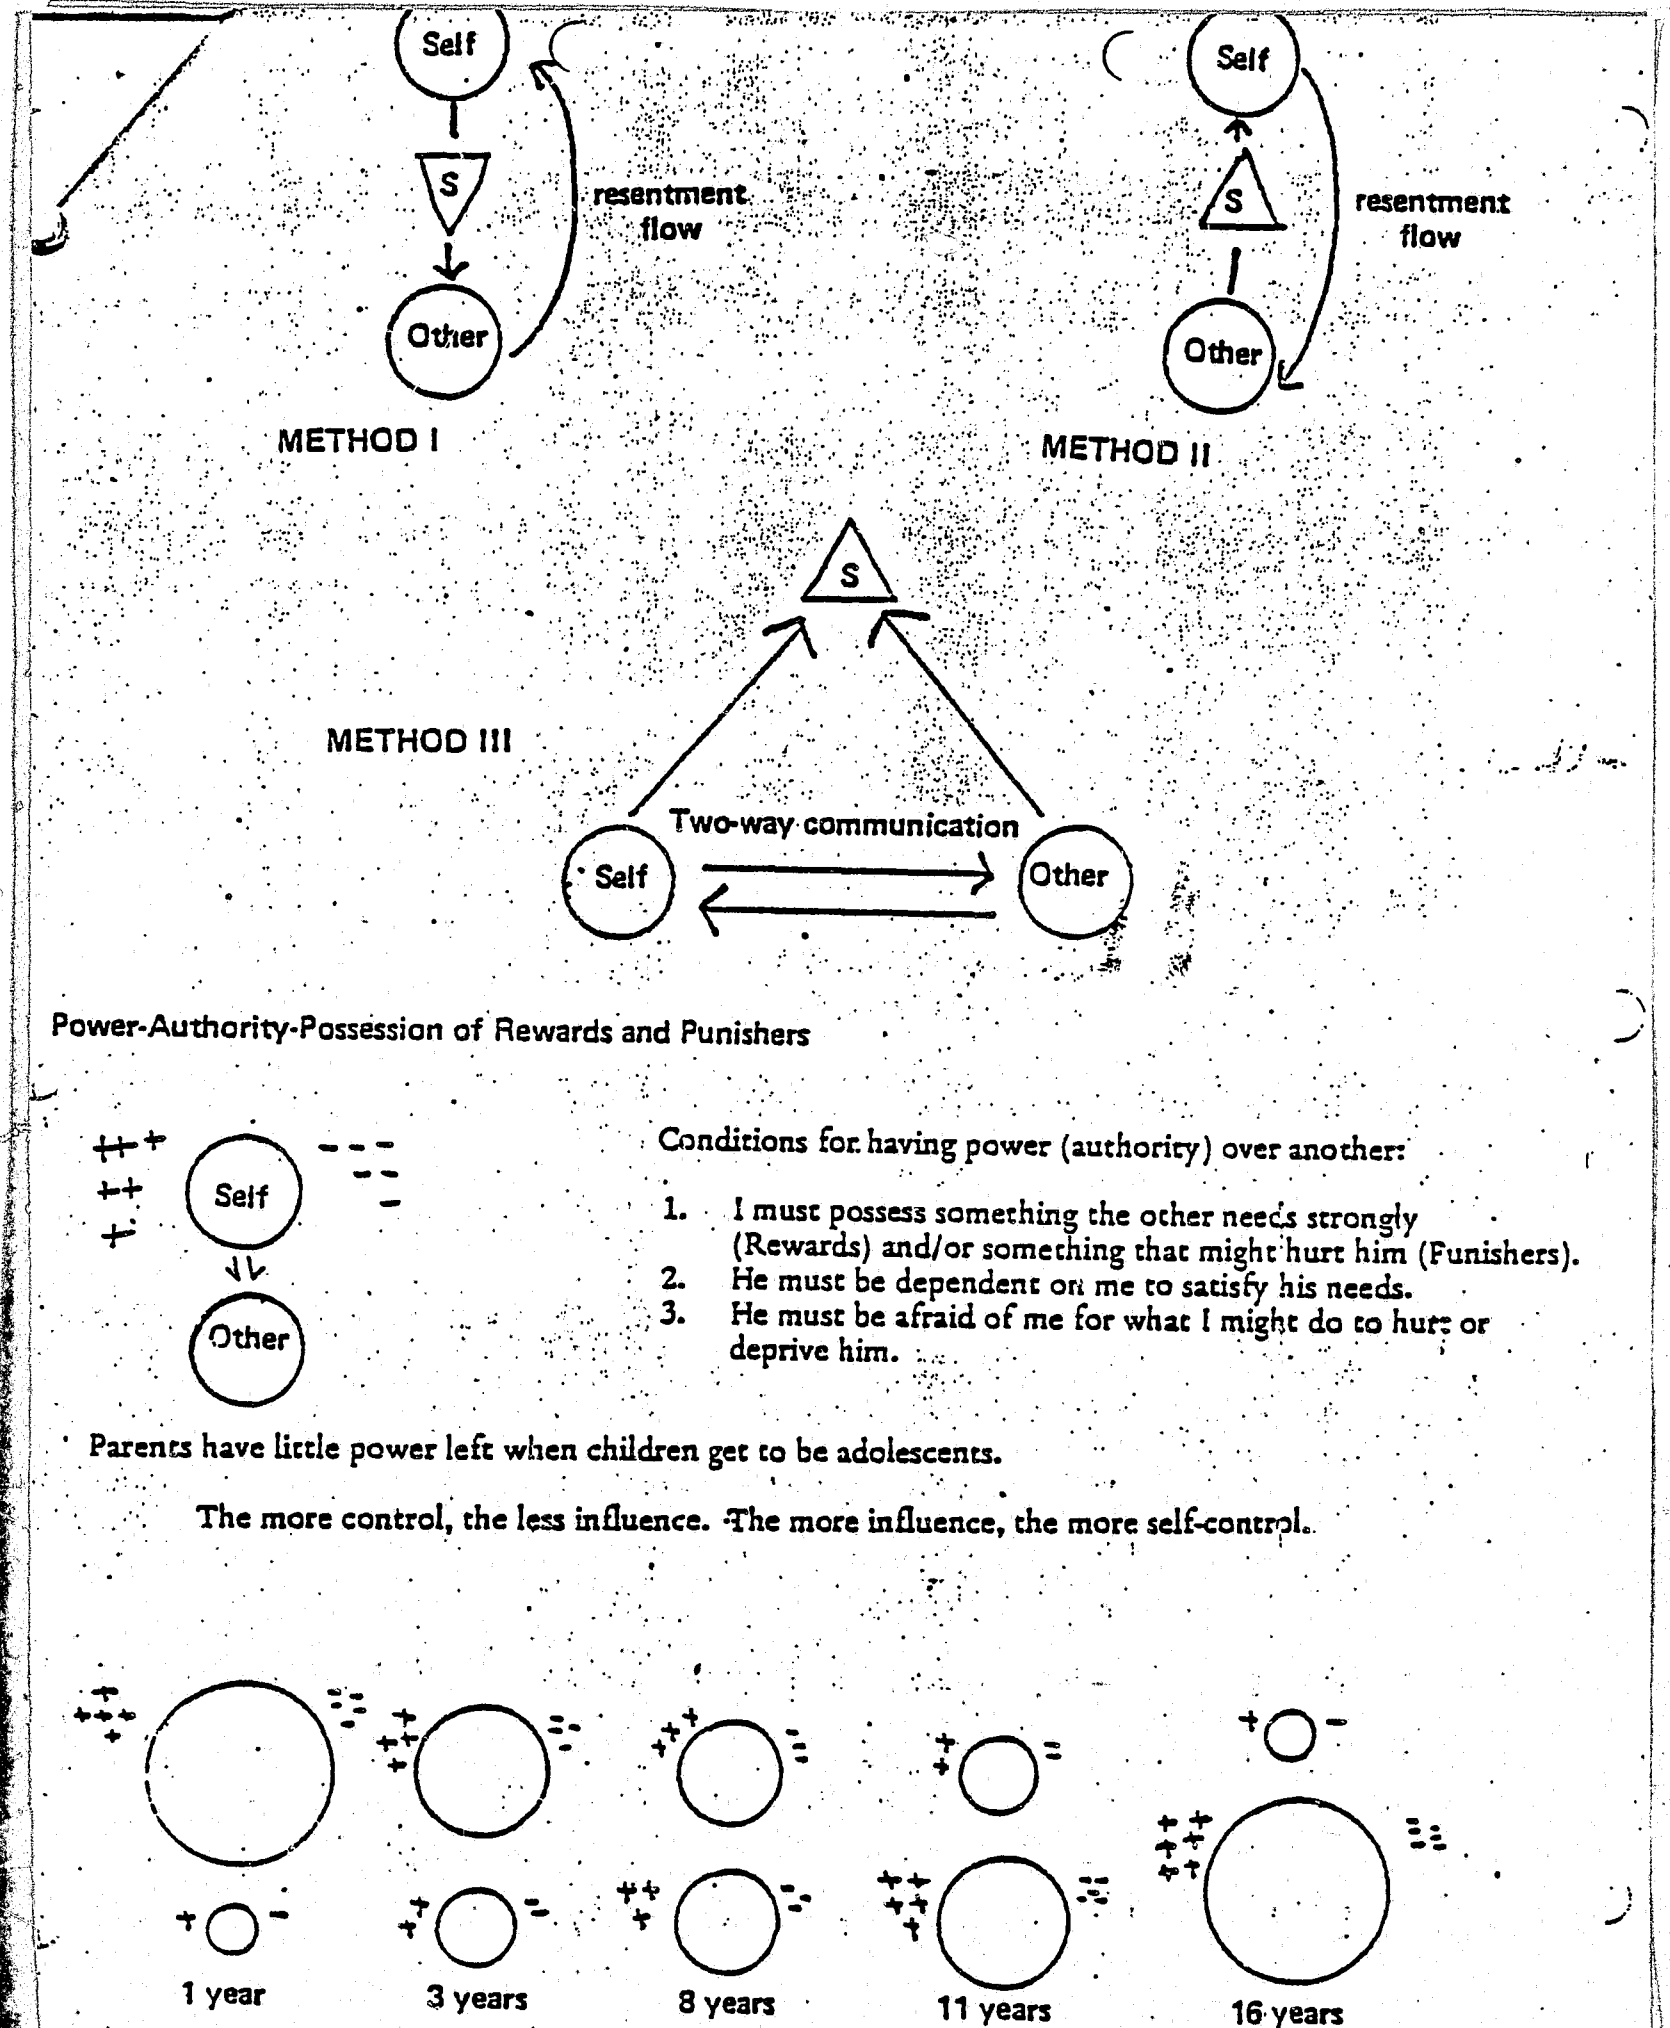 Self
Self
S
S
resentment
flow
resentment
flow
Other
Other
METHOD I
METHOD II
S
METHOD III
Two-way communication
Self
Other
Power-Authority-Possession of Rewards and Punishers
+++ - - -
++ Self - -
+ -
Other
Conditions for having power (authority) over another:
1. I must possess something the other needs strongly
(Rewards) and/or something that might hurt him (Funishers).
2. He must be dependent on me to satisfy his needs.
3. He must be afraid of me for what I might do to hurt or
deprive him.
Parents have little power left when children get to be adolescents.
The more control, the less influence. The more influence, the more self-control.
1 year
3 years
8 years
11 years
16 years